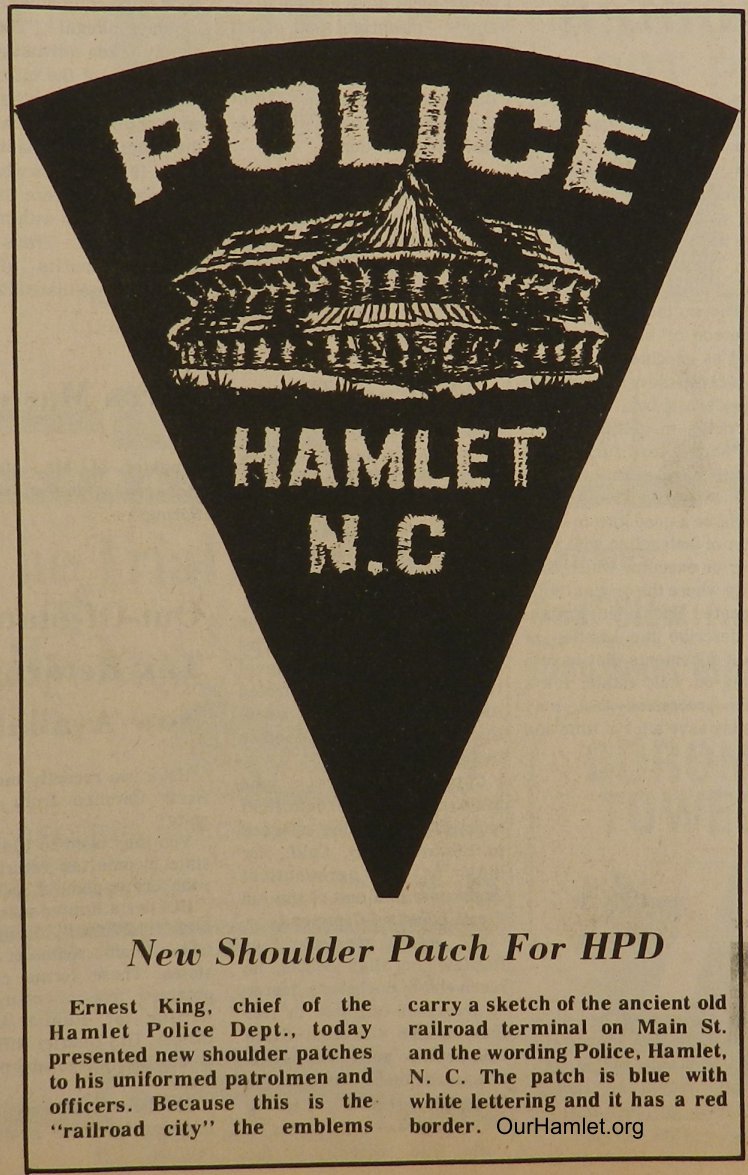 POLICE
HAMLET
N.C
New Shoulder Patch For HPD
Ernest King, chief of the
Hamlet Police Dept., today
presented new shoulder patches
to his uniformed patrolmen and
officers. Because this is the
"railroad city" the emblems
carry a sketch of the ancient old
railroad terminal on Main St.
and the wording Police, Hamlet,
N. C. The patch is blue with
white lettering and it has a red
border. OurHamlet.org